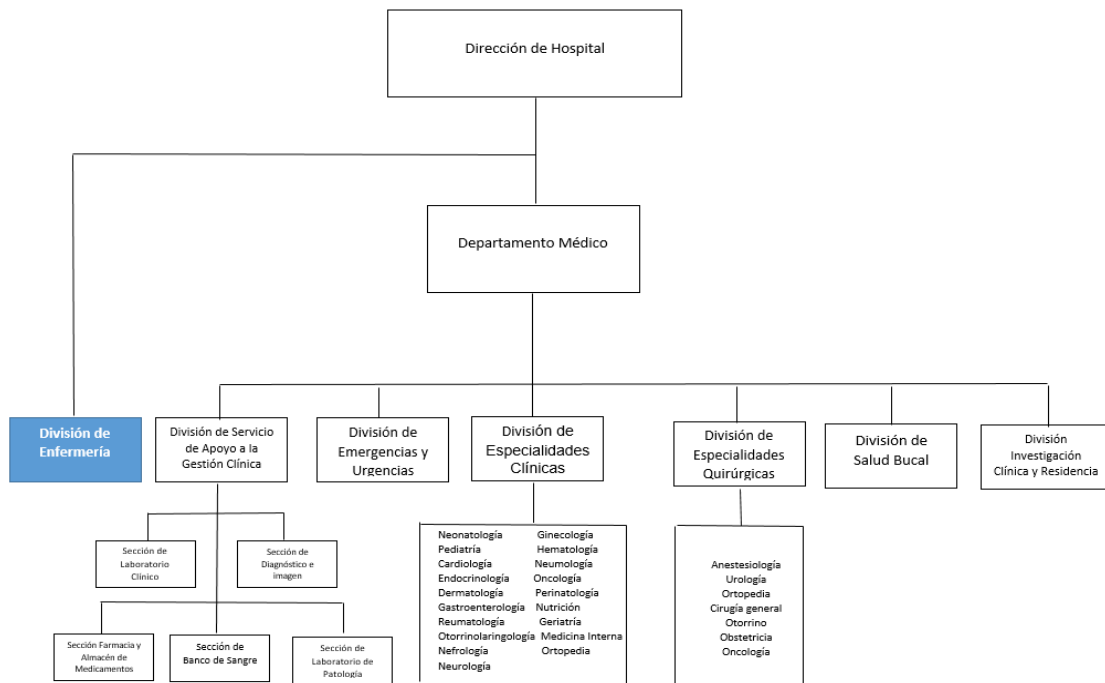 Dirección de Hospital
Departamento Médico
División de
Enfermería
División de Servicio
de Apoyo a la
Gestión Clínica
División de
Emergencias y
Urgencias
División de
Especialidades
Clínicas
División de
Especialidades
Quirúrgicas
División de
Salud Bucal
División
Investigación
Clínica y Residencia
Sección de
Laboratorio
Clínico
Sección de
Diagnóstico e
imagen
Sección Farmacia y
Almacén de
Medicamentos
Sección de
Banco de Sangre
Sección de
Laboratorio de
Patología
Neonatología Ginecología
Pediatría Hematología
Cardiología Neumología
Endocrinología Oncología
Dermatología Perinatología
Gastroenterología Nutrición
Reumatología Geriatría
Otorrinolaringología Medicina Interna
Nefrología Ortopedia
Neurología
Anestesiología
Urología
Ortopedia
Cirugía general
Otorrino
Obstetricia
Oncología